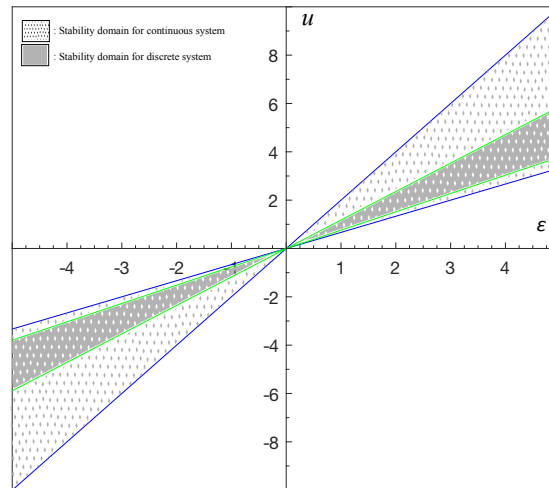 u
: Stability domain for continuous system
: Stability domain for discrete system
8
6
4
2
ε
-4 -3 -2 -1 1 2 3 4
-2
-4
-6
-8